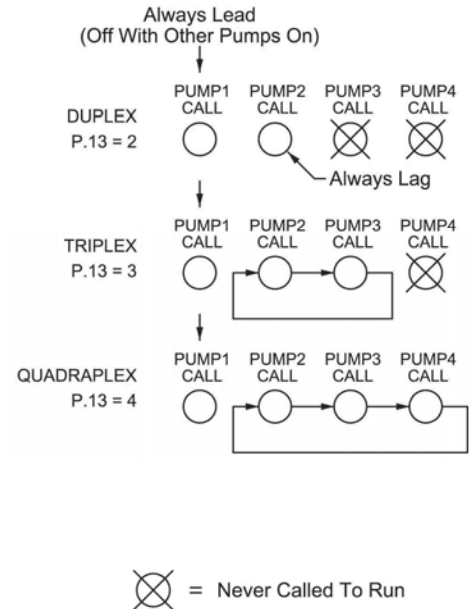 Always Lead
(Off With Other Pumps On)
PUMP1 PUMP2 PUMP3 PUMP4
CALL CALL CALL CALL
DUPLEX
P.13 = 2
Always Lag
PUMP1 PUMP2 PUMP3 PUMP4
CALL CALL CALL CALL
TRIPLEX
P.13 = 3
PUMP1 PUMP2 PUMP3 PUMP4
CALL CALL CALL CALL
QUADRAPLEX
P.13 = 4
= Never Called To Run